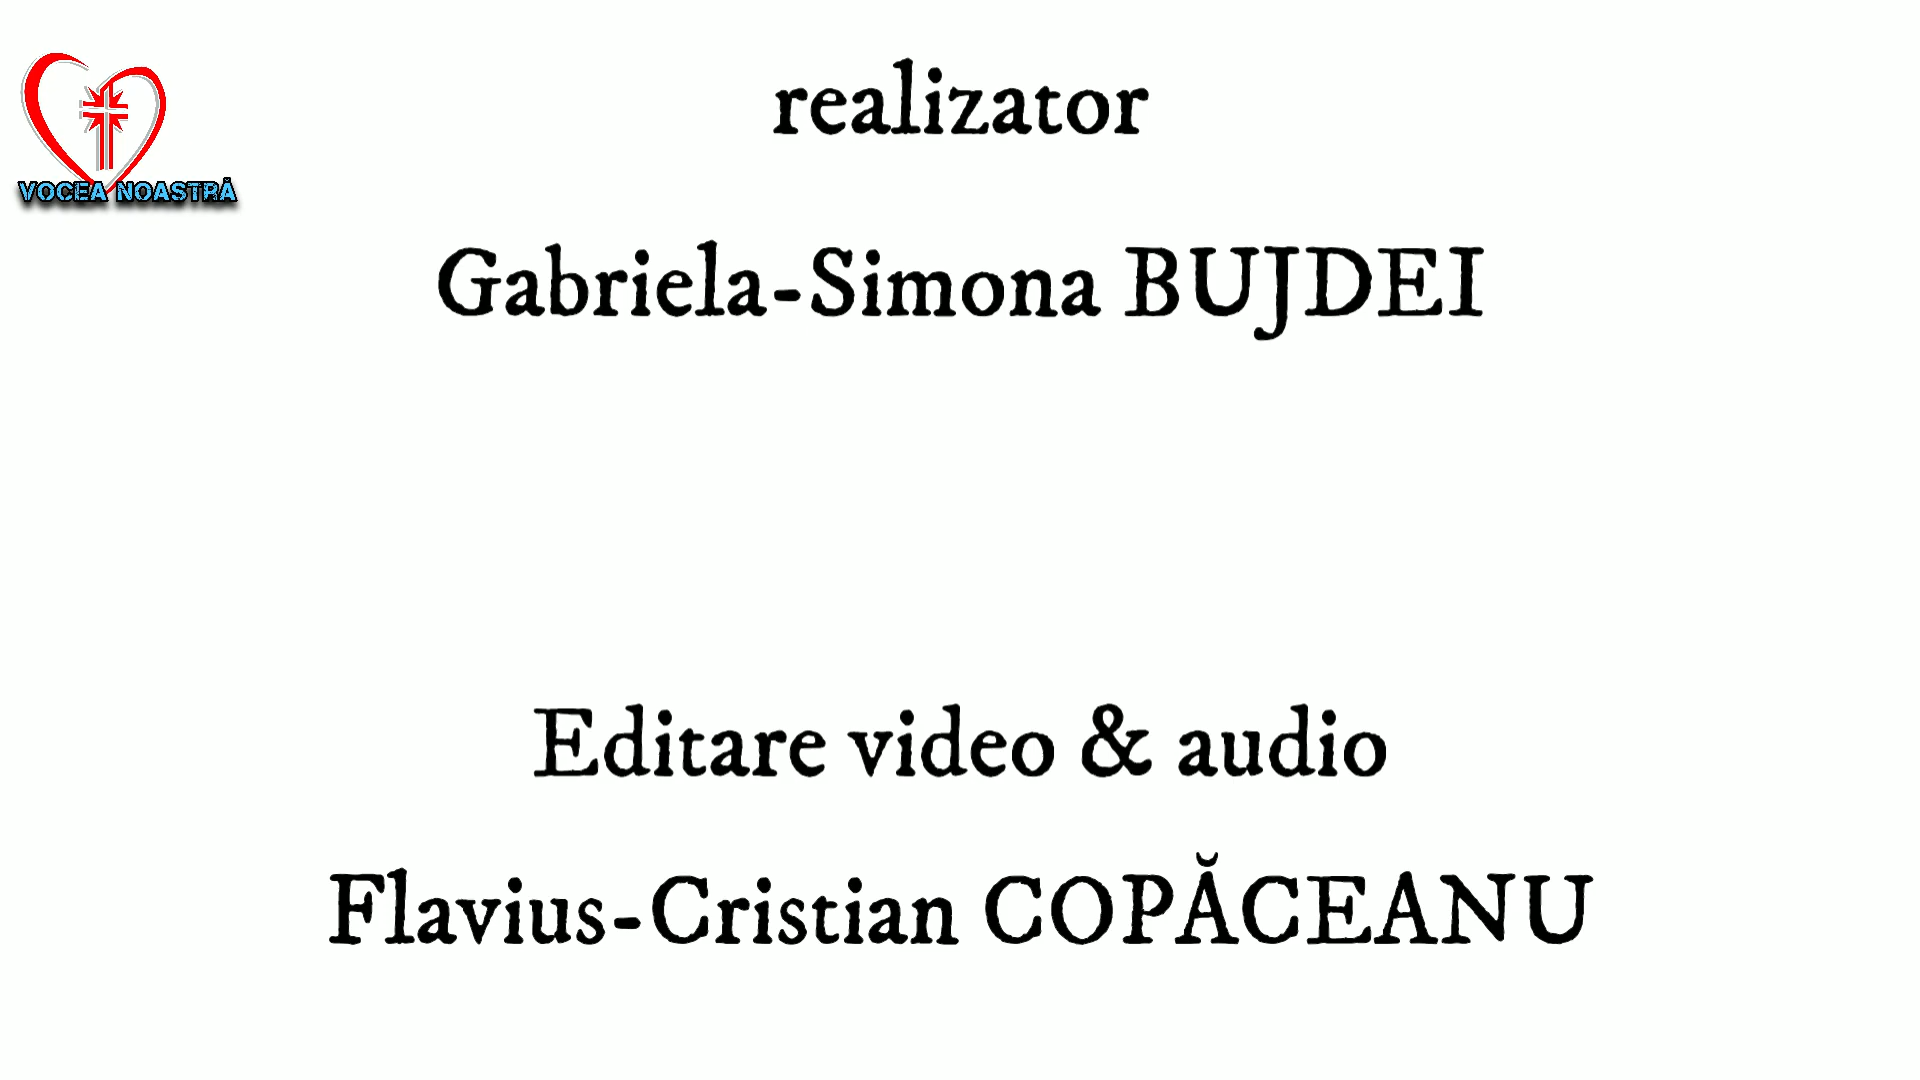 VOCEA NOASTRĂ
realizator
Gabriela-Simona BUJDEI
Editare video & audio
Flavius-Cristian COPĂCEANU